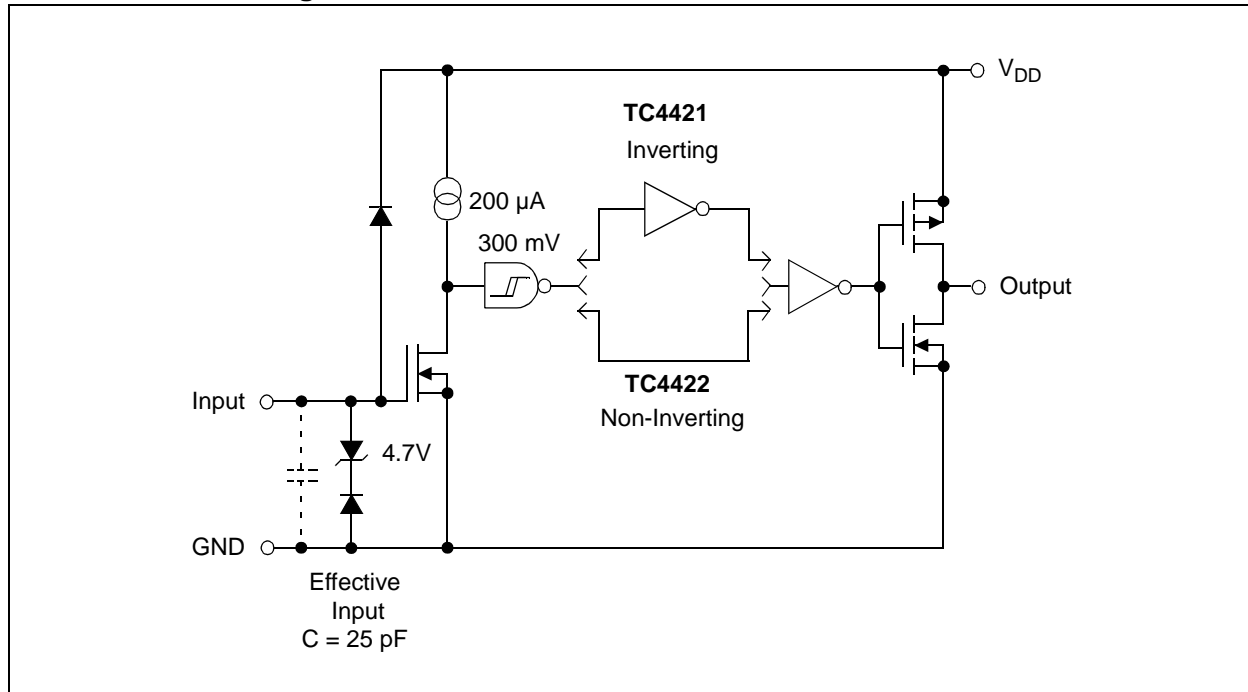 V_DD
TC4421
Inverting
200 µA
300 mV
Output
TC4422
Non-Inverting
Input
4.7V
GND
Effective
Input
C = 25 pF